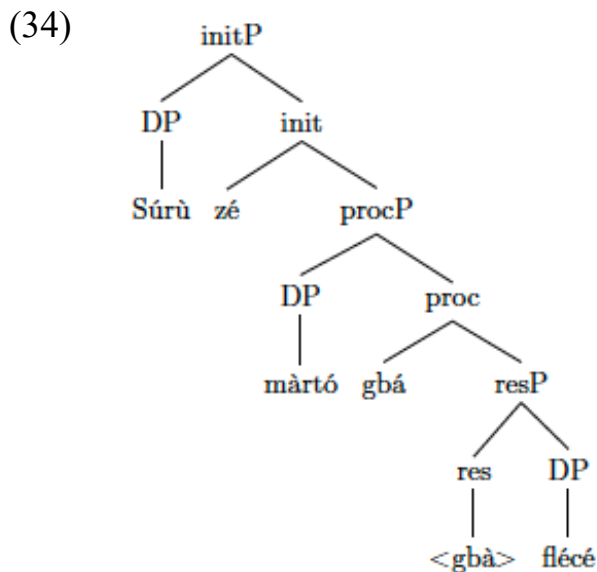 (34)
initP
DP init
Súrù zé procP
DP proc
màrtó gbá resP
res DP
<gbà> flécé